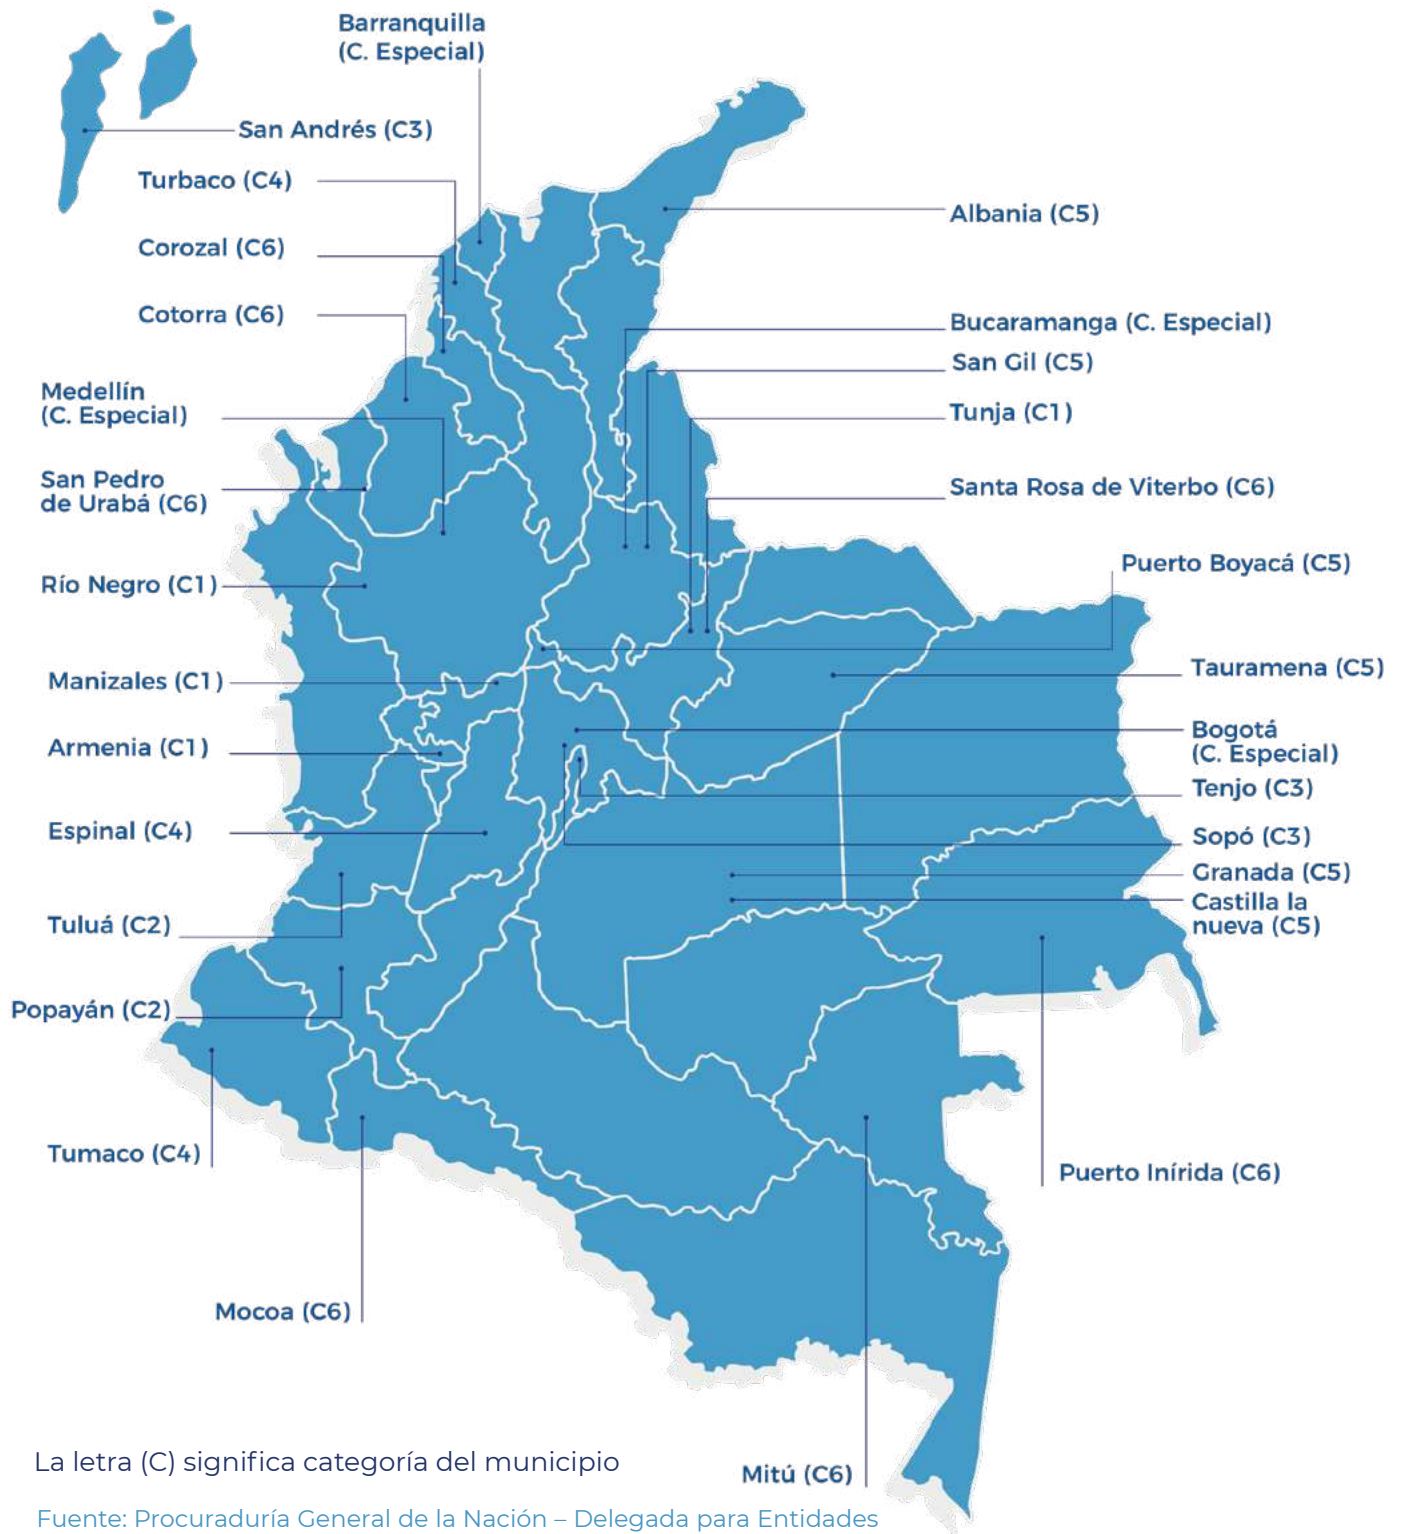 Barranquilla
(C. Especial)
San Andrés (C3)
Turbaco (C4)
Corozal (C6)
Cotorra (C6)
Medellín
(C. Especial)
San Pedro
de Urabá (C6)
Río Negro (C1)
Manizales (C1)
Armenia (C1)
Espinal (C4)
Tuluá (C2)
Popayán (C2)
Tumaco (C4)
Mocoa (C6)
Albania (C5)
Bucaramanga (C. Especial)
San Gil (C5)
Tunja (C1)
Santa Rosa de Viterbo (C6)
Puerto Boyacá (C5)
Tauramena (C5)
Bogotá
(C. Especial)
Tenjo (C3)
Sopó (C3)
Granada (C5)
Castilla la
nueva (C5)
Puerto Inírida (C6)
Mitú (C6)
La letra (C) significa categoría del municipio
Fuente: Procuraduría General de la Nación – Delegada para Entidades